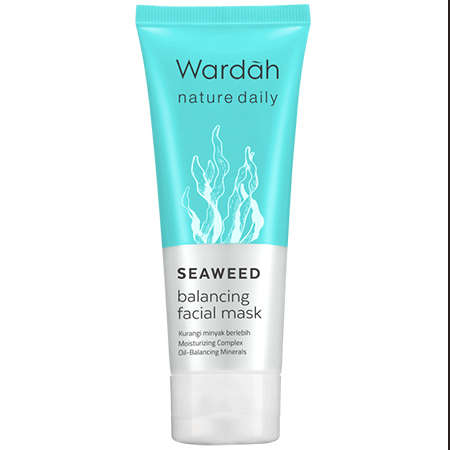 Wardah
nature daily
SEAWEED
balancing
facial mask
Kurangi minyak berlebih
Moisturizing Complex
Oil-Balancing Minerals